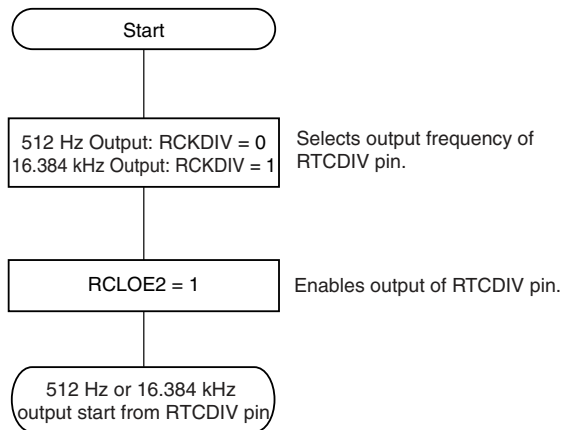 Start
512 Hz Output: RCKDIV = 0
16.384 kHz Output: RCKDIV = 1
Selects output frequency of
RTCDIV pin.
RCLOE2 = 1
Enables output of RTCDIV pin.
512 Hz or 16.384 kHz
output start from RTCDIV pin